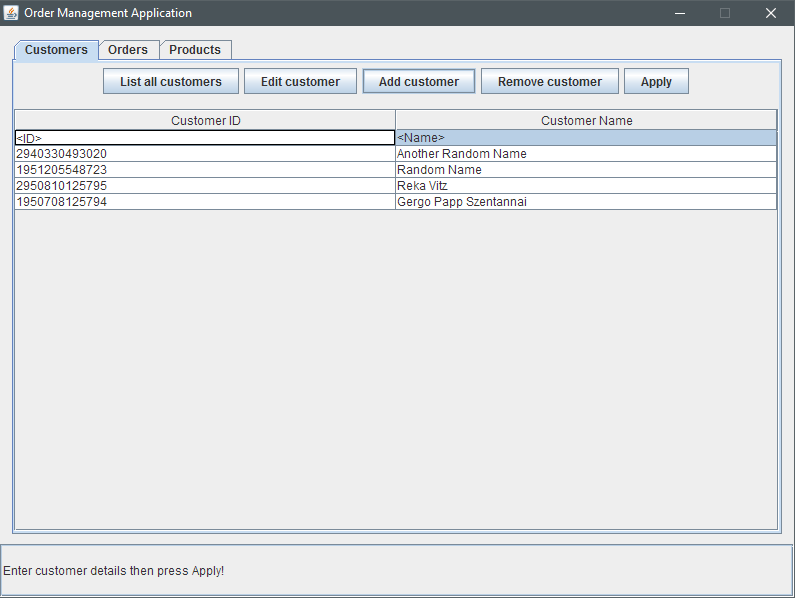 Order Management Application
Customers Orders Products
List all customers Edit customer Add customer Remove customer Apply
Customer ID Customer Name
<ID> <Name>
2940330493020 Another Random Name
1951205548723 Random Name
2950810125795 Reka Vitz
1950708125794 Gergo Papp Szentannai
Enter customer details then press Apply!